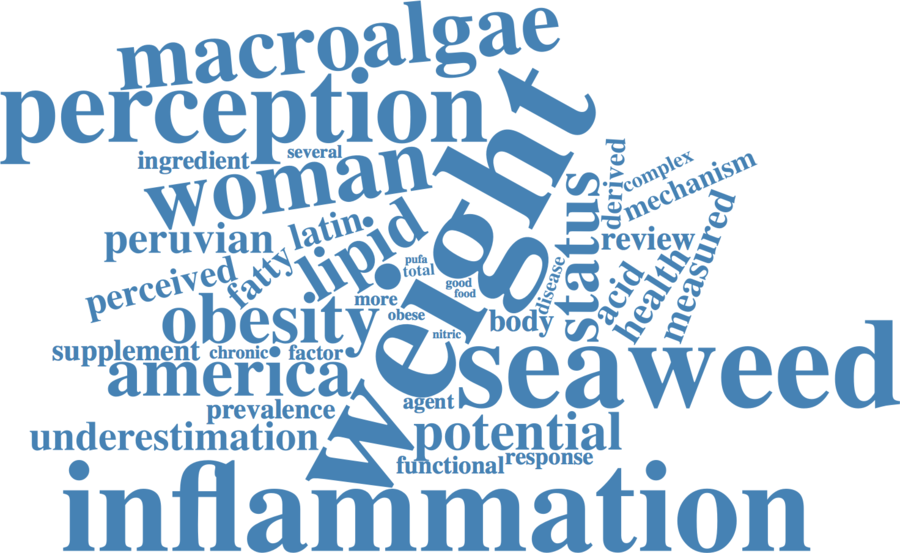 macroalgae
perception
weight
ingredient
several
woman
derived
complex
mechanism
peruvian
latin
lipid
status
review
measured
perceived
fatty
pufa
total
good
food
disease
acid
health
more
obesity
obese
body
nitric
supplement
chronic
factor
seaweed
america
prevalence
agent
underestimation
potential
functional
response
inflammation